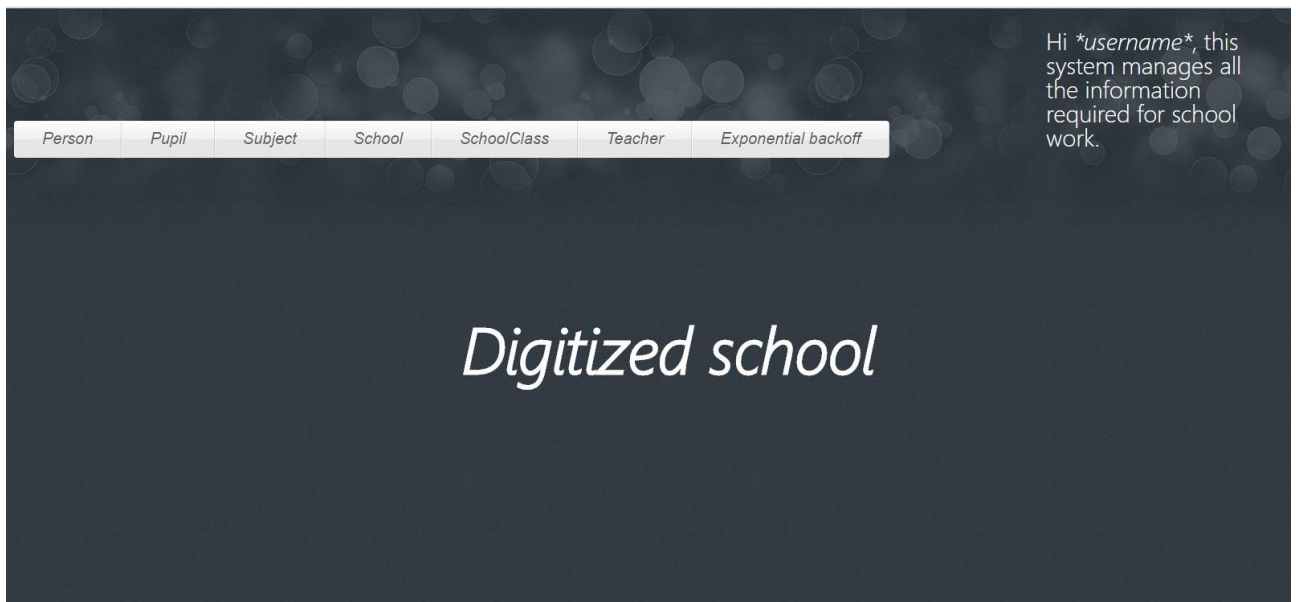 Hi *username*, this
system manages all
the information
required for school
work.
Person Pupil Subject School SchoolClass Teacher Exponential backoff
Digitized school